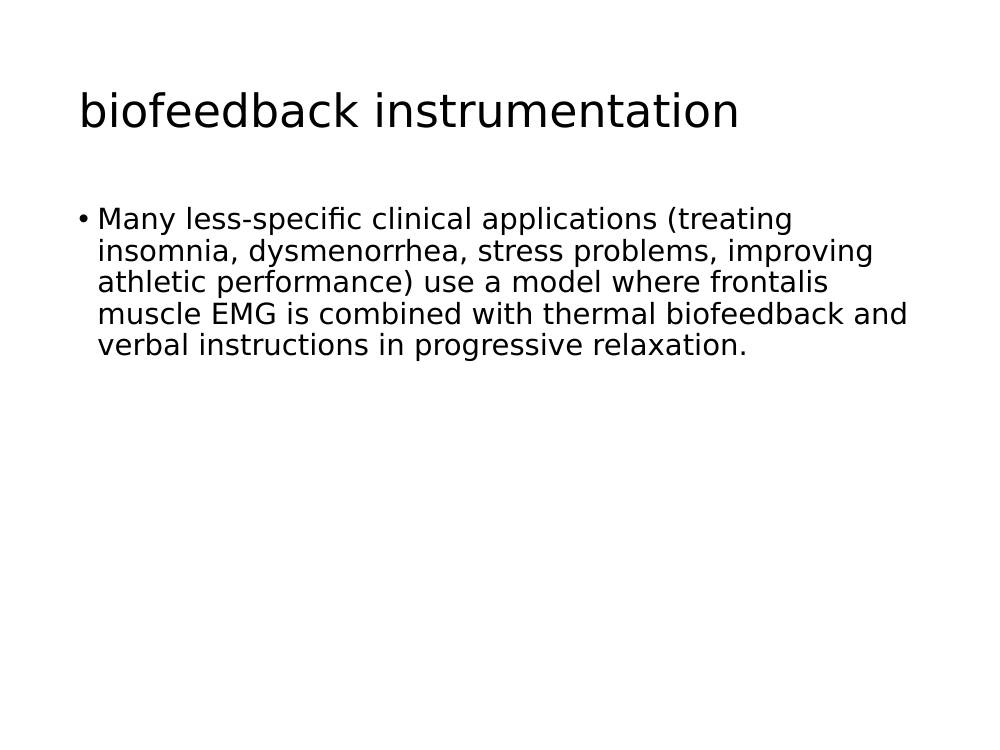 biofeedback instrumentation
• Many less-specific clinical applications (treating
insomnia, dysmenorrhea, stress problems, improving
athletic performance) use a model where frontalis
muscle EMG is combined with thermal biofeedback and
verbal instructions in progressive relaxation.